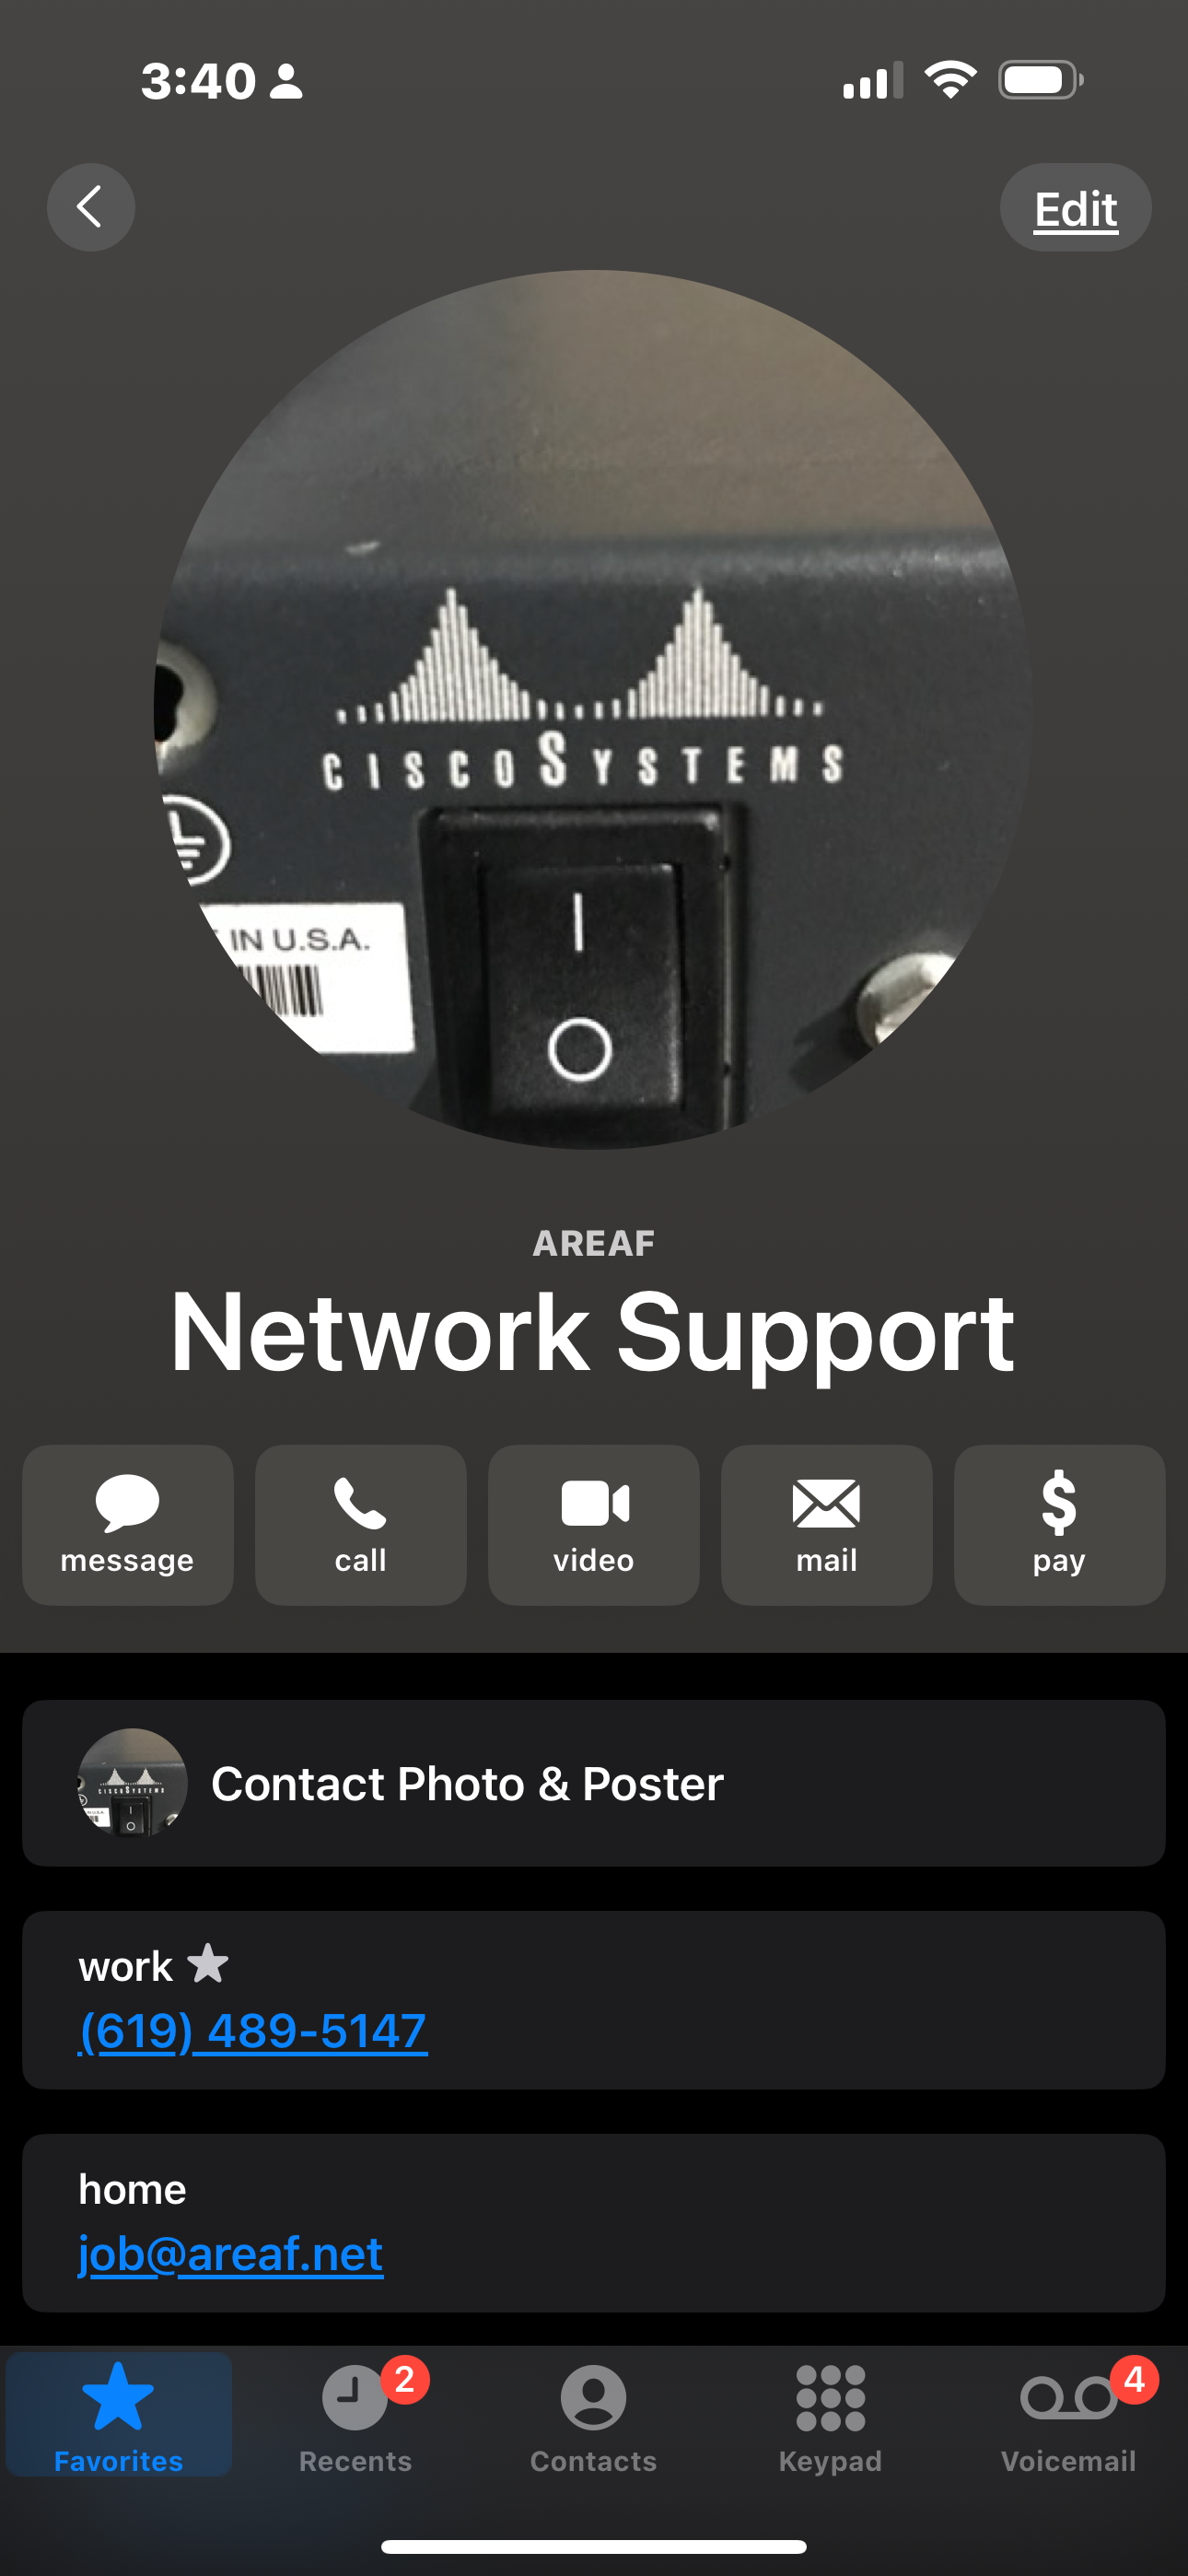 3:40
Edit
CISCO SYSTEMS
IN U.S.A.
AREAF
Network Support
message
call
video
mail
pay
Contact Photo & Poster
work
(619) 489-5147
home
job@areaf.net
Favorites
2
Recents
Contacts
Keypad
4
Voicemail